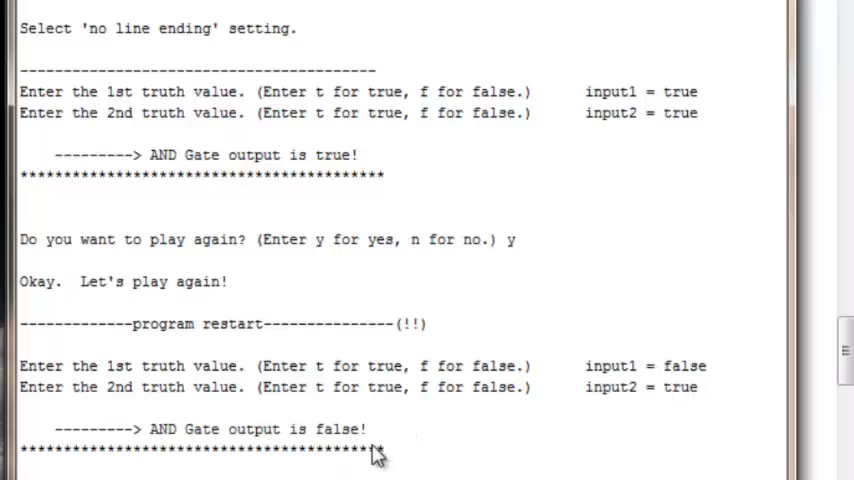 Select 'no line ending' setting.
-----------------------------------------
Enter the 1st truth value. (Enter t for true, f for false.)      input1 = true
Enter the 2nd truth value. (Enter t for true, f for false.)      input2 = true
---------> AND Gate output is true!
******************************************
Do you want to play again? (Enter y for yes, n for no.) y
Okay.  Let's play again!
-------------program restart---------------(!!)
Enter the 1st truth value. (Enter t for true, f for false.)      input1 = false
Enter the 2nd truth value. (Enter t for true, f for false.)      input2 = true
---------> AND Gate output is false!
******************************************